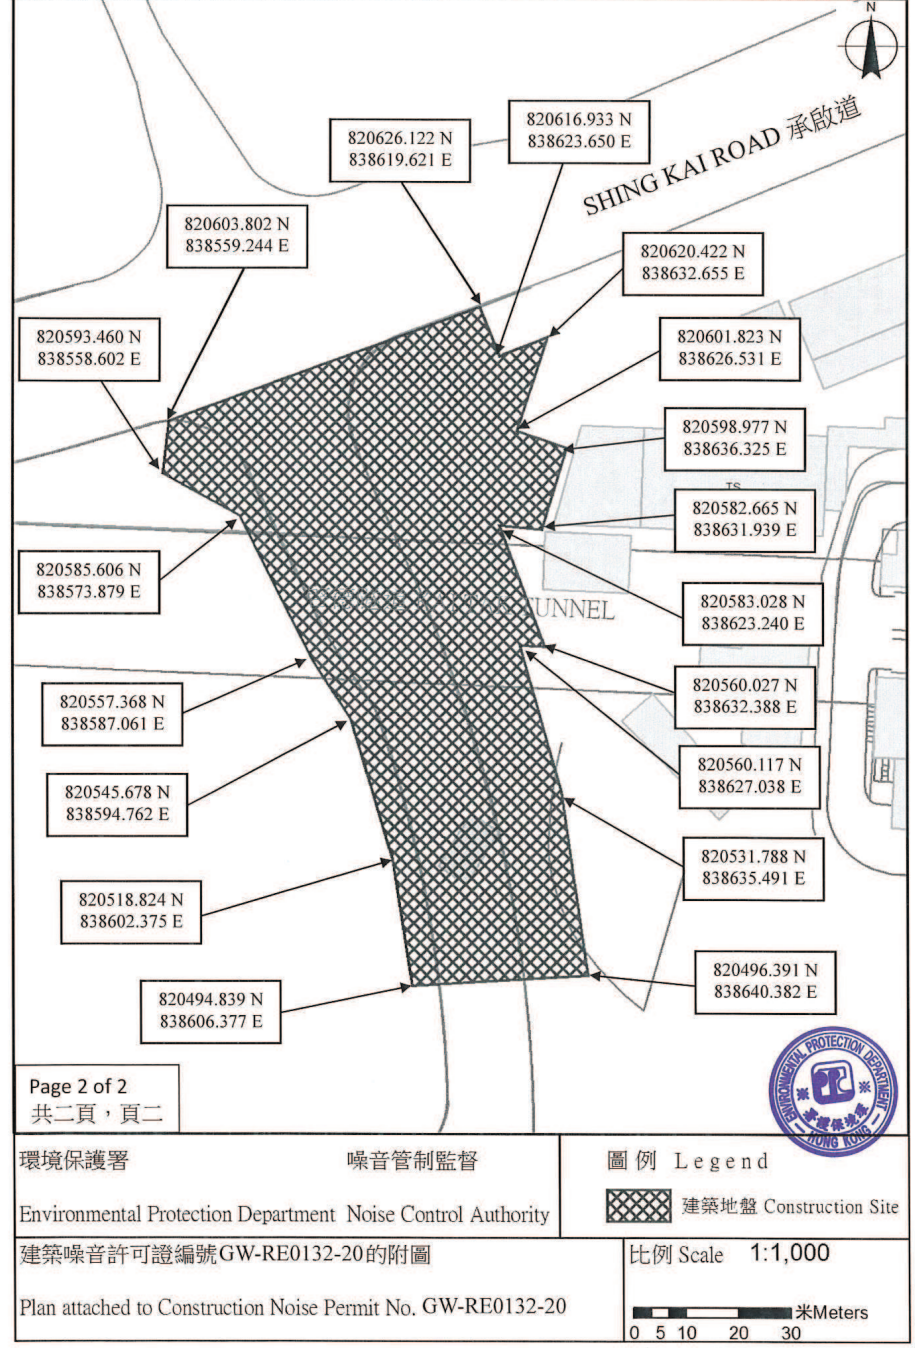 N
820616.933 N
838623.650 E
820626.122 N
838619.621 E
SHING KAI ROAD 承啟道
820603.802 N
838559.244 E
820620.422 N
838632.655 E
820593.460 N
838558.602 E
820601.823 N
838626.531 E
820598.977 N
838636.325 E
TS
820582.665 N
838631.939 E
820585.606 N
838573.879 E
820583.028 N
838623.240 E
KAI TAK TUNNEL
820560.027 N
838632.388 E
820557.368 N
838587.061 E
820560.117 N
838627.038 E
820545.678 N
838594.762 E
820531.788 N
838635.491 E
820518.824 N
838602.375 E
820496.391 N
838640.382 E
820494.839 N
838606.377 E
ENVIRONMENTAL PROTECTION DEPARTMENT
署護保境環
HONG KONG
Page 2 of 2
共二頁，頁二
環境保護署 噪音管制監督
Environmental Protection Department Noise Control Authority
圖例 Legend
建築地盤 Construction Site
建築噪音許可證編號GW-RE0132-20的附圖
Plan attached to Construction Noise Permit No. GW-RE0132-20
比例 Scale 1:1,000
米Meters
0 5 10 20 30